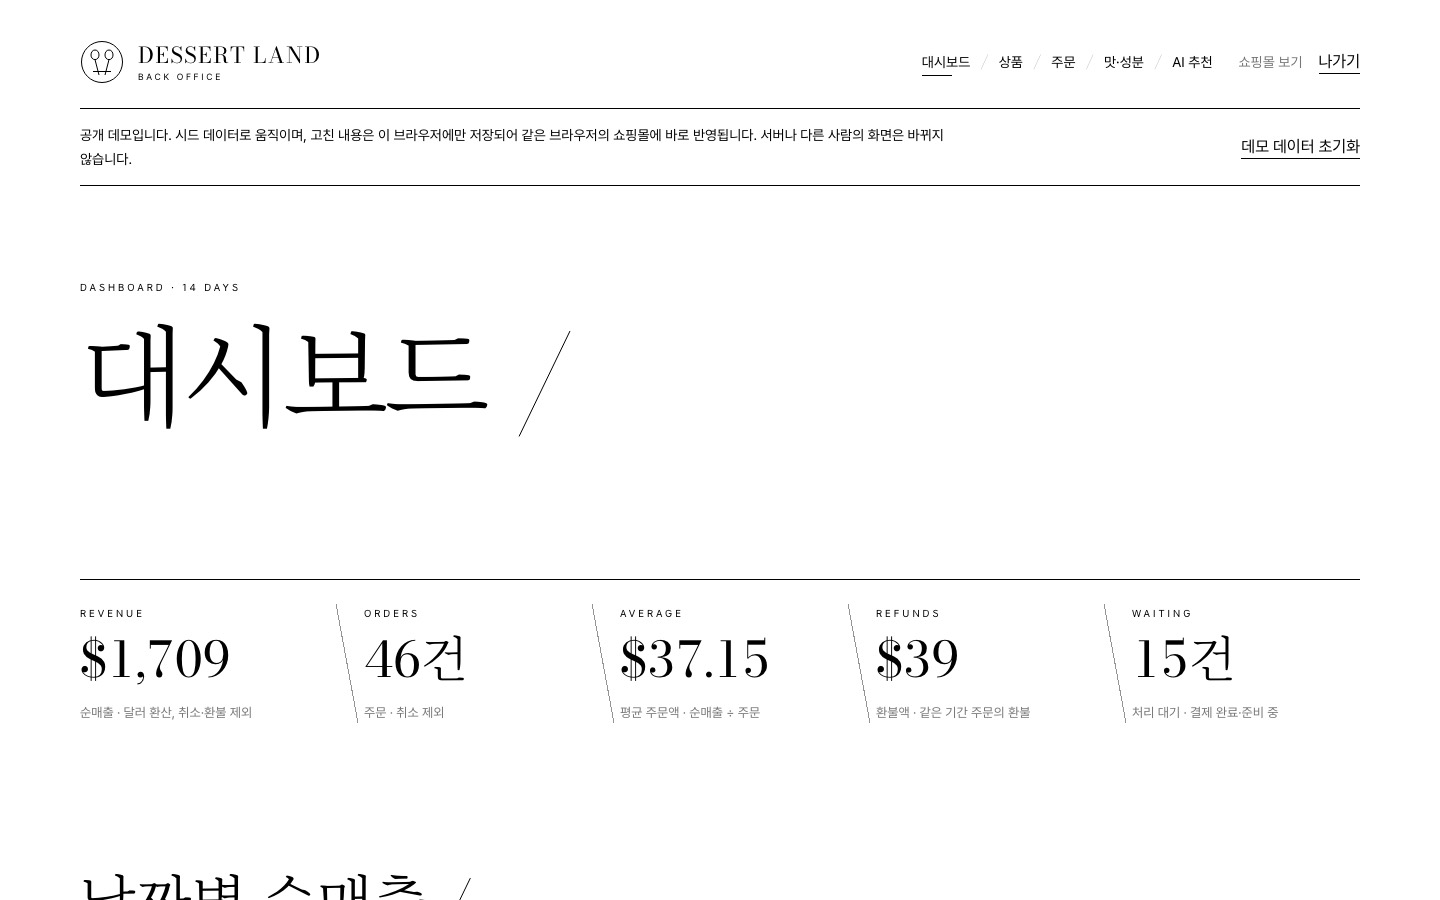 DESSERT LAND
BACK OFFICE
대시보드 / 상품 / 주문 / 맛·성분 / AI 추천 쇼핑몰 보기 나가기
공개 데모입니다. 시드 데이터로 움직이며, 고친 내용은 이 브라우저에만 저장되어 같은 브라우저의 쇼핑몰에 바로 반영됩니다. 서버나 다른 사람의 화면은 바뀌지
않습니다.
데모 데이터 초기화
DASHBOARD · 14 DAYS
대시보드 /
REVENUE
$1,709
순매출 · 달러 환산, 취소·환불 제외
ORDERS
46건
주문 · 취소 제외
AVERAGE
$37.15
평균 주문액 · 순매출 ÷ 주문
REFUNDS
$39
환불액 · 같은 기간 주문의 환불
WAITING
15건
처리 대기 · 결제 완료·준비 중
날짜별 순매출 /